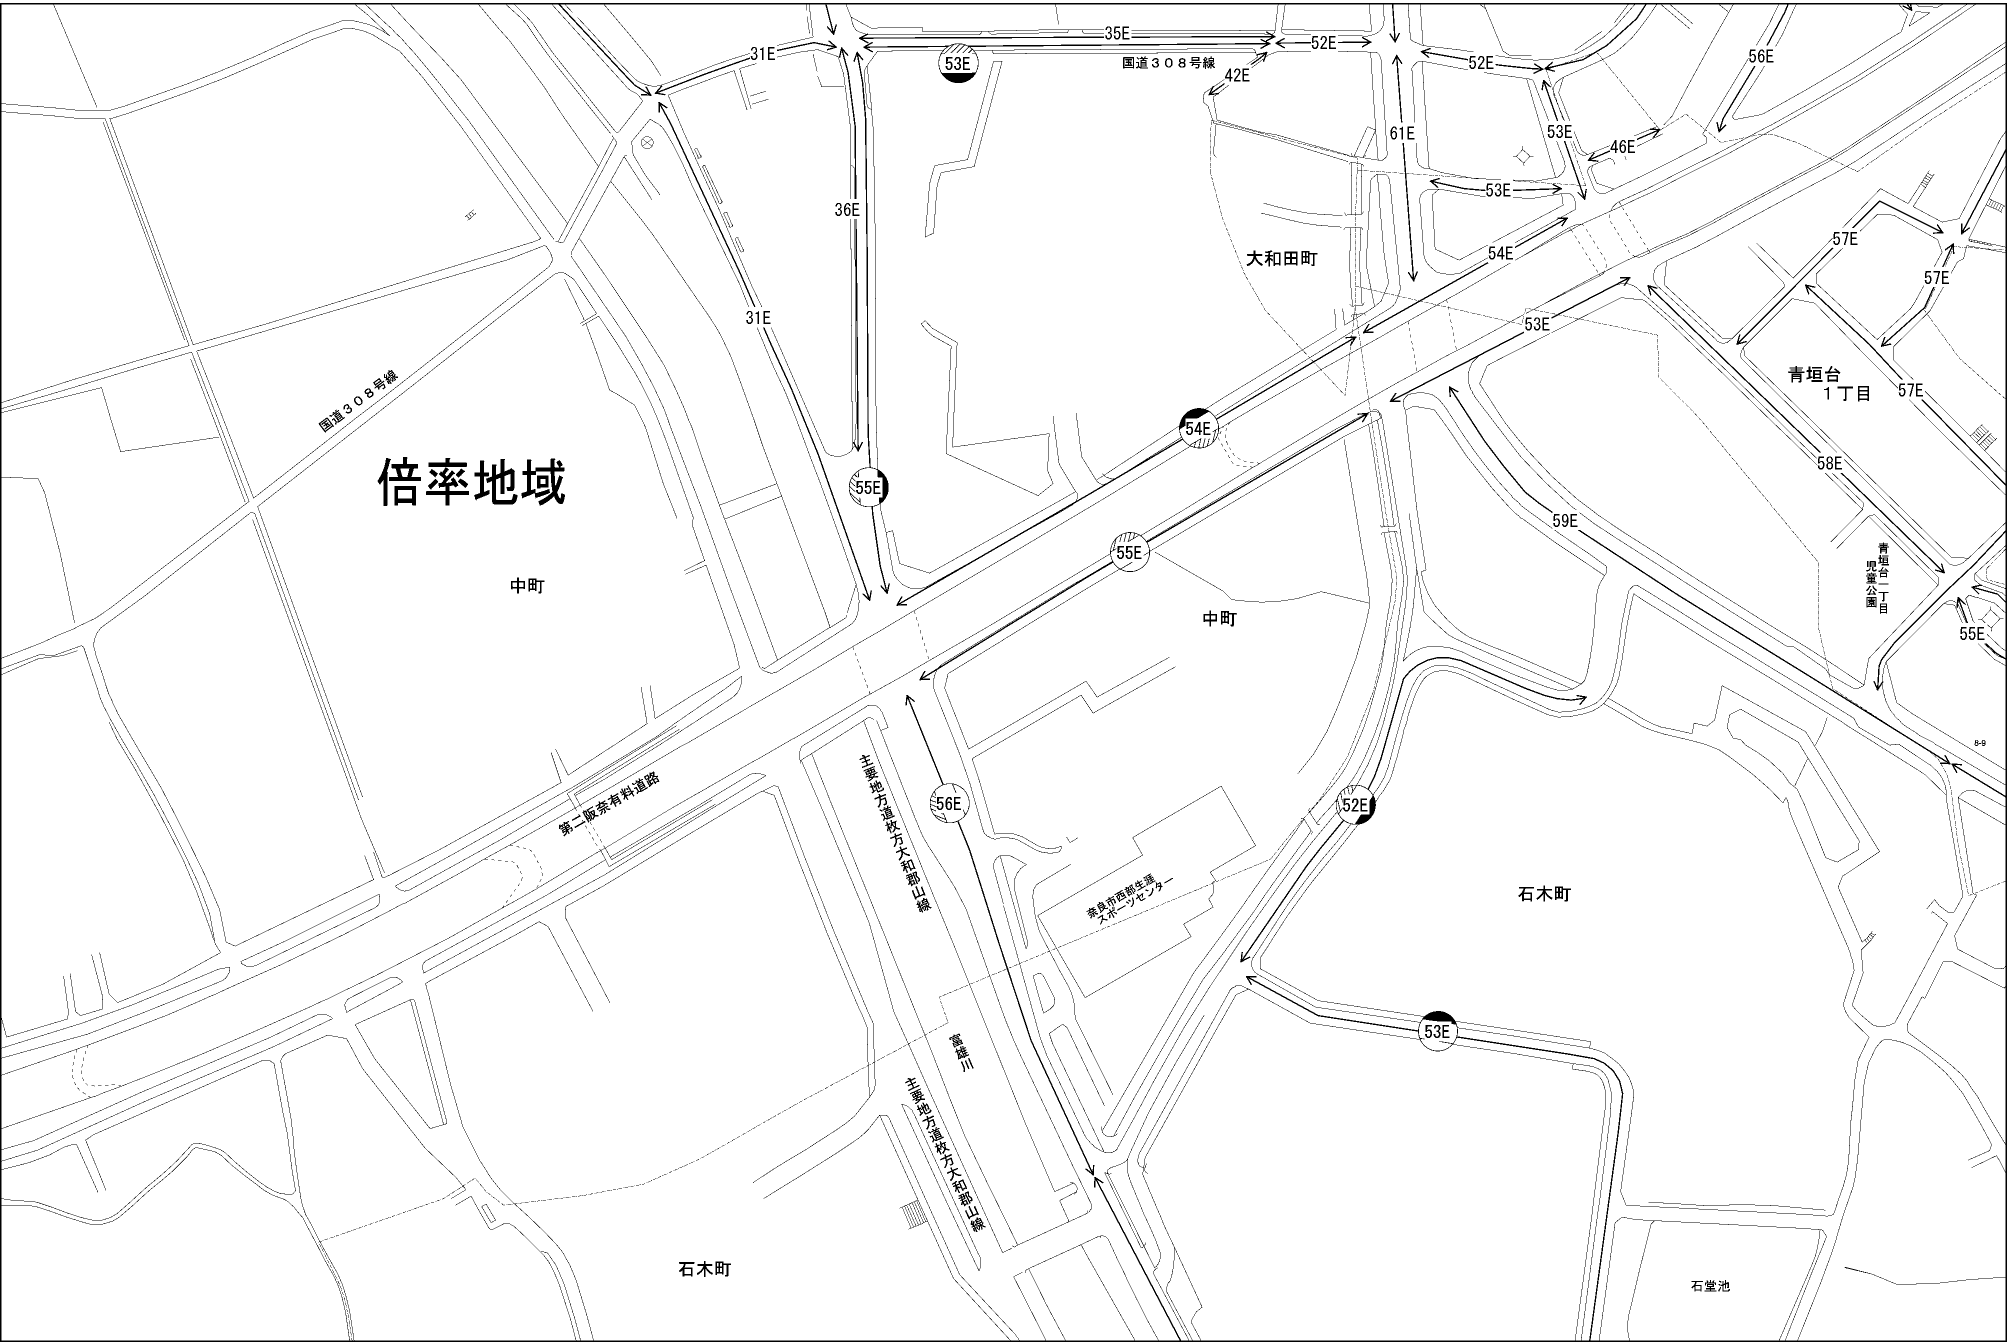 35E
31E
52E
53E
国道３０８号線
52E
56E
42E
61E
53E
46E
53E
36E
57E
大和田町
54E
57E
31E
53E
青垣台
１丁目
国道３０８号線
57E
54E
58E
倍率地域
55E
59E
55E
中町
青垣台一丁目
児童公園
中町
55E
8-9
第二阪奈有料道路
主要地方道枚方大和郡山線
56E
52E
奈良市西部生涯
スポーツセンター
石木町
53E
富雄川
主要地方道枚方大和郡山線
石木町
石堂池